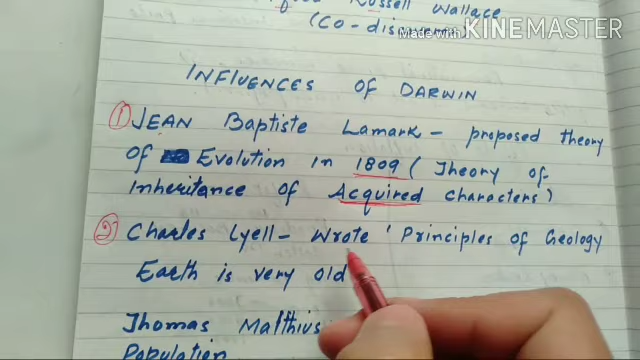 Russell Wallace
(Co-discoverer)
Made with KINEMASTER
INFLUENCES OF DARWIN
① JEAN Baptiste Lamark - proposed theory
of Evolution in 1809 (Theory of
Inheritance of Acquired characters)
② Charles Lyell - Wrote ' Principles of Geology
Earth is very old
Thomas Malthius
Population